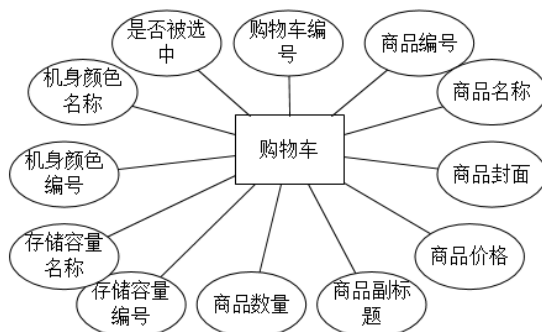 是否被选
中
购物车编
号
商品编号
机身颜色
名称
商品名称
购物车
机身颜色
编号
商品封面
存储容量
名称
商品价格
存储容量
编号
商品数量
商品副标
题